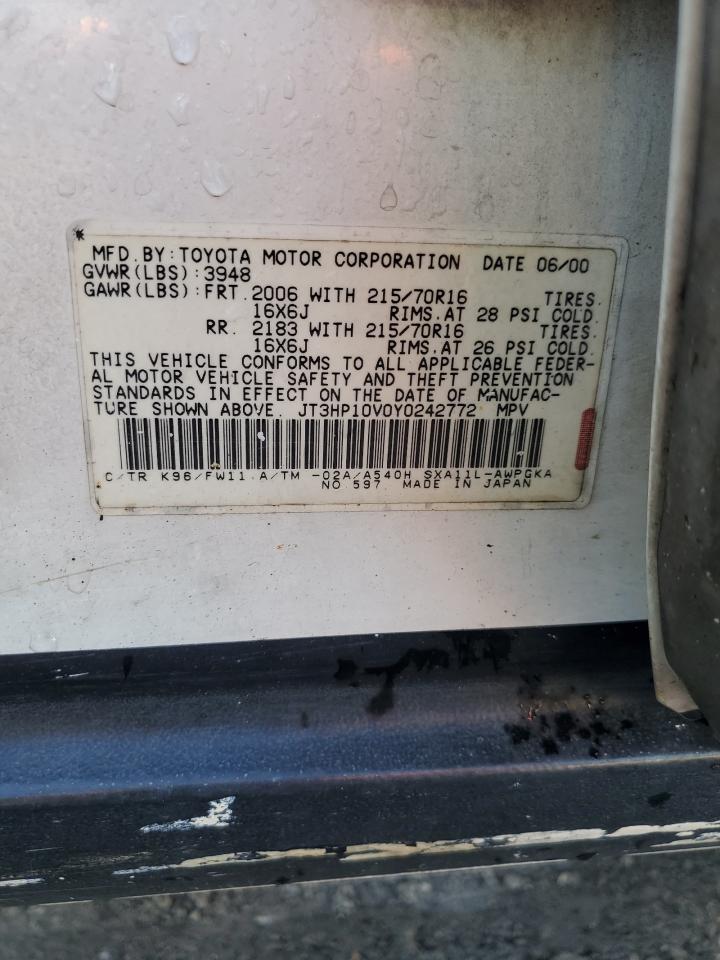 MFD. BY: TOYOTA MOTOR CORPORATION DATE 06/00
GVWR(LBS): 3948
GAWR(LBS): FRT. 2006 WITH 215/70R16 TIRES.
16X6J RIMS. AT 28 PSI COLD.
RR. 2183 WITH 215/70R16 TIRES.
16X6J RIMS. AT 26 PSI COLD.
THIS VEHICLE CONFORMS TO ALL APPLICABLE FEDER-
AL MOTOR VEHICLE SAFETY AND THEFT PREVENTION
STANDARDS IN EFFECT ON THE DATE OF MANUFAC-
TURE SHOWN ABOVE. JT3HP10V0Y0242772 MPV
C/TR K96/FW11 A/TM -02A/A540H SXA11L-AWPGKA
NO 597. MADE IN JAPAN